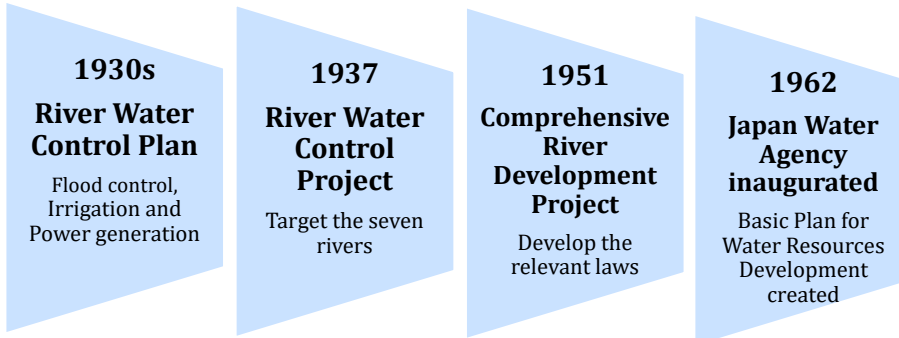 1930s
River Water
Control Plan
Flood control,
Irrigation and
Power generation
1937
River Water
Control
Project
Target the seven
rivers
1951
Comprehensive
River
Development
Project
Develop the
relevant laws
1962
Japan Water
Agency
inaugurated
Basic Plan for
Water Resources
Development
created